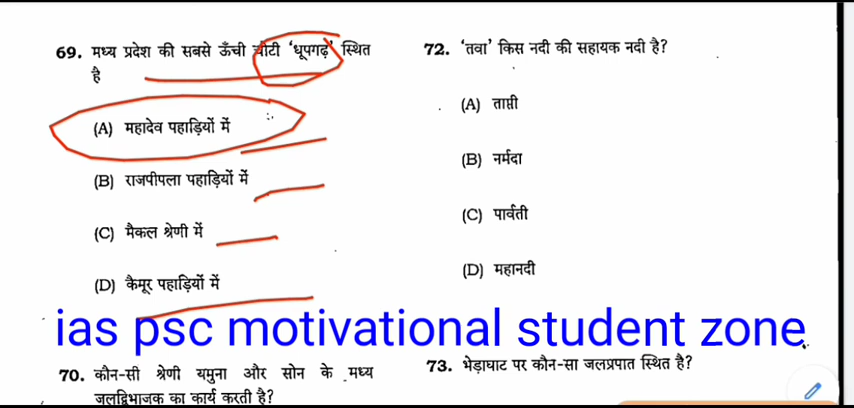 69. मध्य प्रदेश की सबसे ऊँची चोटी ‘धूपगढ़’ स्थित
है
(A) महादेव पहाड़ियों में
(B) राजपीपला पहाड़ियों में
(C) मैकल श्रेणी में
(D) कैमूर पहाड़ियों में
72. ‘तवा’ किस नदी की सहायक नदी है?
(A) ताप्ती
(B) नर्मदा
(C) पार्वती
(D) महानदी
ias psc motivational student zone
70. कौन-सी श्रेणी यमुना और सोन के मध्य
जलद्विभाजक का कार्य करती है?
73. भेड़ाघाट पर कौन-सा जलप्रपात स्थित है?